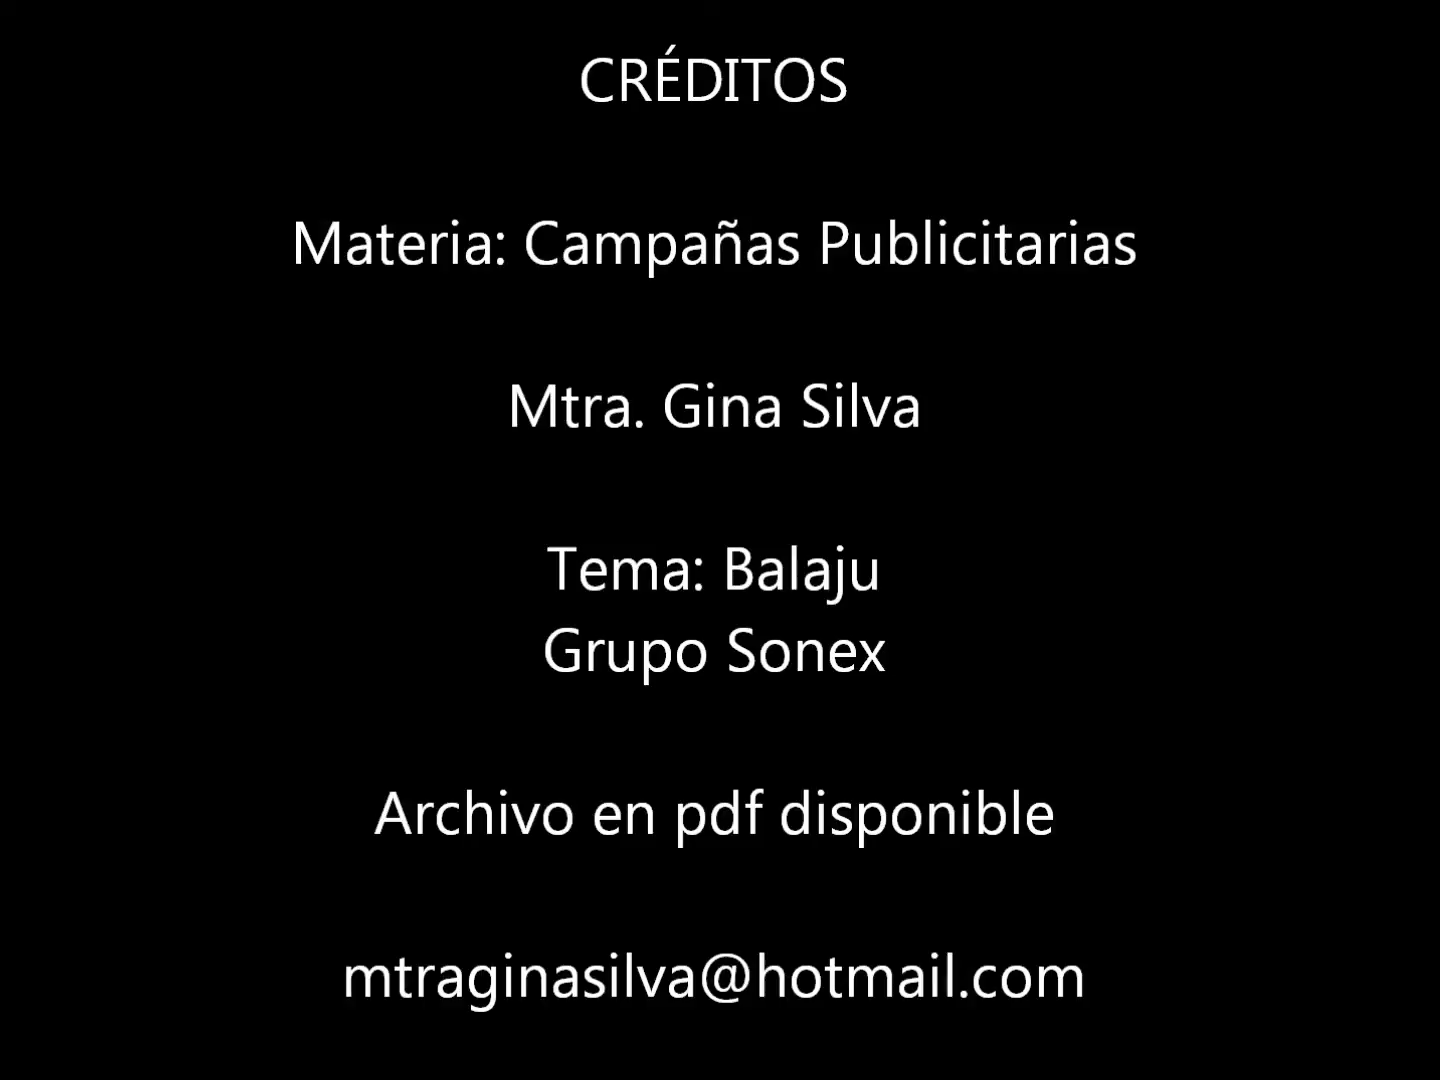 CRÉDITOS
Materia: Campañas Publicitarias
Mtra. Gina Silva
Tema: Balaju
Grupo Sonex
Archivo en pdf disponible
mtraginasilva@hotmail.com